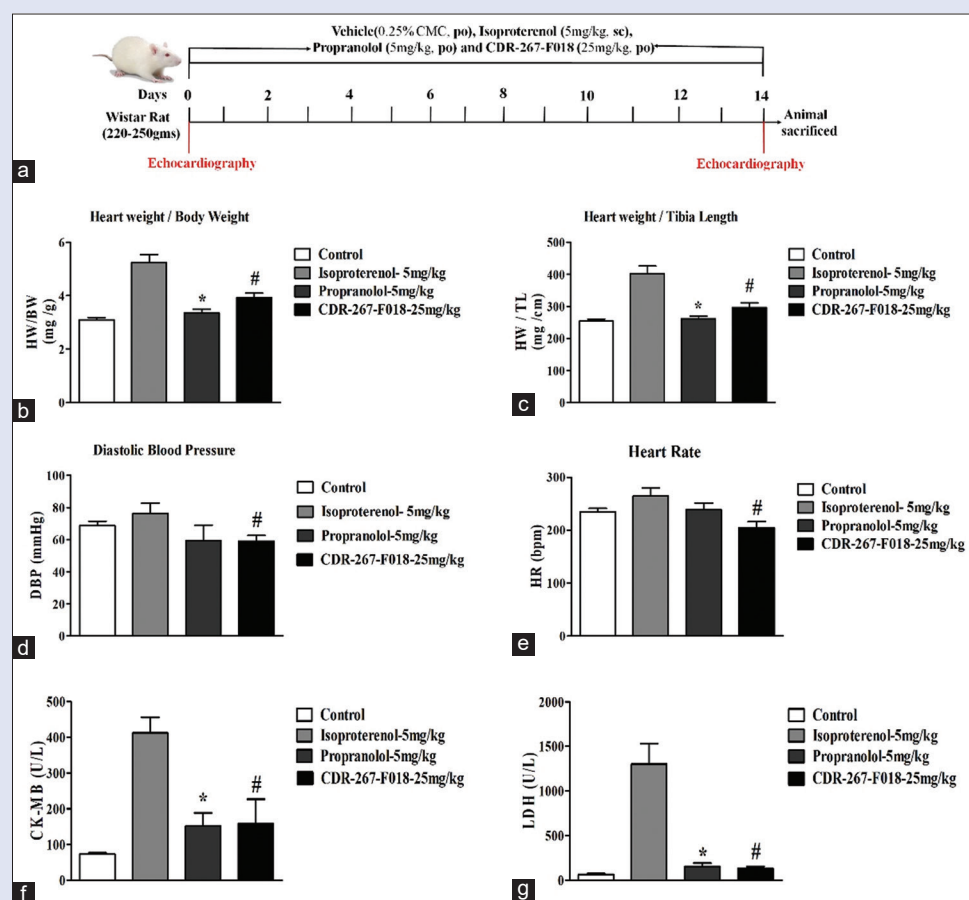 Vehicle(0.25% CMC, po), Isoproterenol (5mg/kg. sc),
Propranolol (5mg/kg, po) and CDR-267-F018 (25mg/kg, po)
Days 0 2 4 6 8 10 12 14
Wistar Rat
(220-250gms)
Animal
sacrificed
Echocardiography
Echocardiography
a
Heart weight / Body Weight
HW/BW
(mg /g)
6
4
2
0
*
#
Control
Isoproterenol- 5mg/kg
Propranolol-5mg/kg
CDR-267-F018-25mg/kg
b
Heart weight / Tibia Length
HW / TL
(mg /cm)
500
400
300
200
100
0
*
#
Control
Isoproterenol- 5mg/kg
Propranolol-5mg/kg
CDR-267-F018-25mg/kg
c
Diastolic Blood Pressure
DBP (mmHg)
100
80
60
40
20
0
#
Control
Isoproterenol- 5mg/kg
Propranolol-5mg/kg
CDR-267-F018-25mg/kg
d
Heart Rate
HR (bpm)
300
200
100
0
#
Control
Isoproterenol- 5mg/kg
Propranolol-5mg/kg
CDR-267-F018-25mg/kg
e
CK-MB (U/L)
500
400
300
200
100
0
*
#
Control
Isoproterenol-5mg/kg
Propranolol-5mg/kg
CDR-267-F018-25mg/kg
f
LDH (U/L)
2000
1500
1000
500
0
*
#
Control
Isoproterenol-5mg/kg
Propranolol-5mg/kg
CDR-267-F018-25mg/kg
g